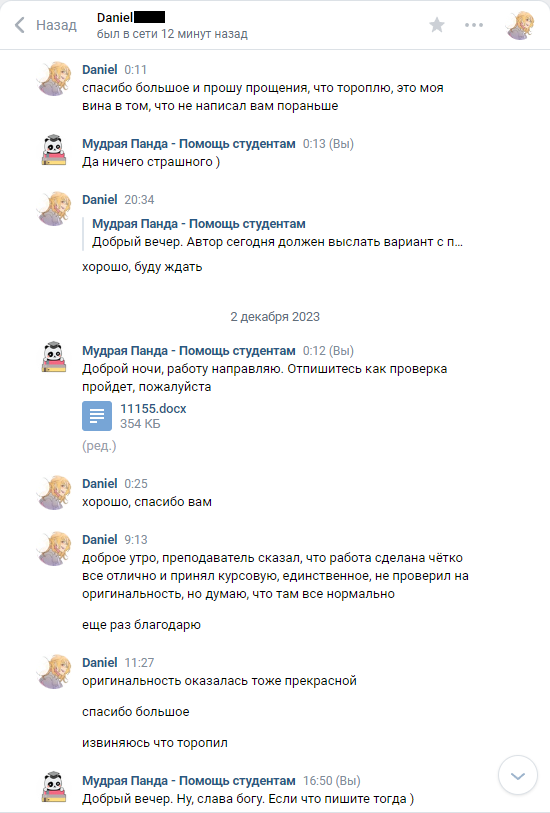 Назад
Daniel
был в сети 12 минут назад
Daniel 0:11
спасибо большое и прошу прощения, что тороплю, это моя
вина в том, что не написал вам пораньше
Мудрая Панда - Помощь студентам 0:13 (Вы)
Да ничего страшного )
Daniel 20:34
Мудрая Панда - Помощь студентам
Добрый вечер. Автор сегодня должен выслать вариант с п...
хорошо, буду ждать
2 декабря 2023
Мудрая Панда - Помощь студентам 0:12 (Вы)
Доброй ночи, работу направляю. Отпишитесь как проверка
пройдет, пожалуйста
11155.docx
354 КБ
(ред.)
Daniel 0:25
хорошо, спасибо вам
Daniel 9:13
доброе утро, преподаватель сказал, что работа сделана чётко
все отлично и принял курсовую, единственное, не проверил на
оригинальность, но думаю, что там все нормально
еще раз благодарю
Daniel 11:27
оригинальность оказалась тоже прекрасной
спасибо большое
извиняюсь что торопил
Мудрая Панда - Помощь студентам 16:50 (Вы)
Добрый вечер. Ну, слава богу. Если что пишите тогда )